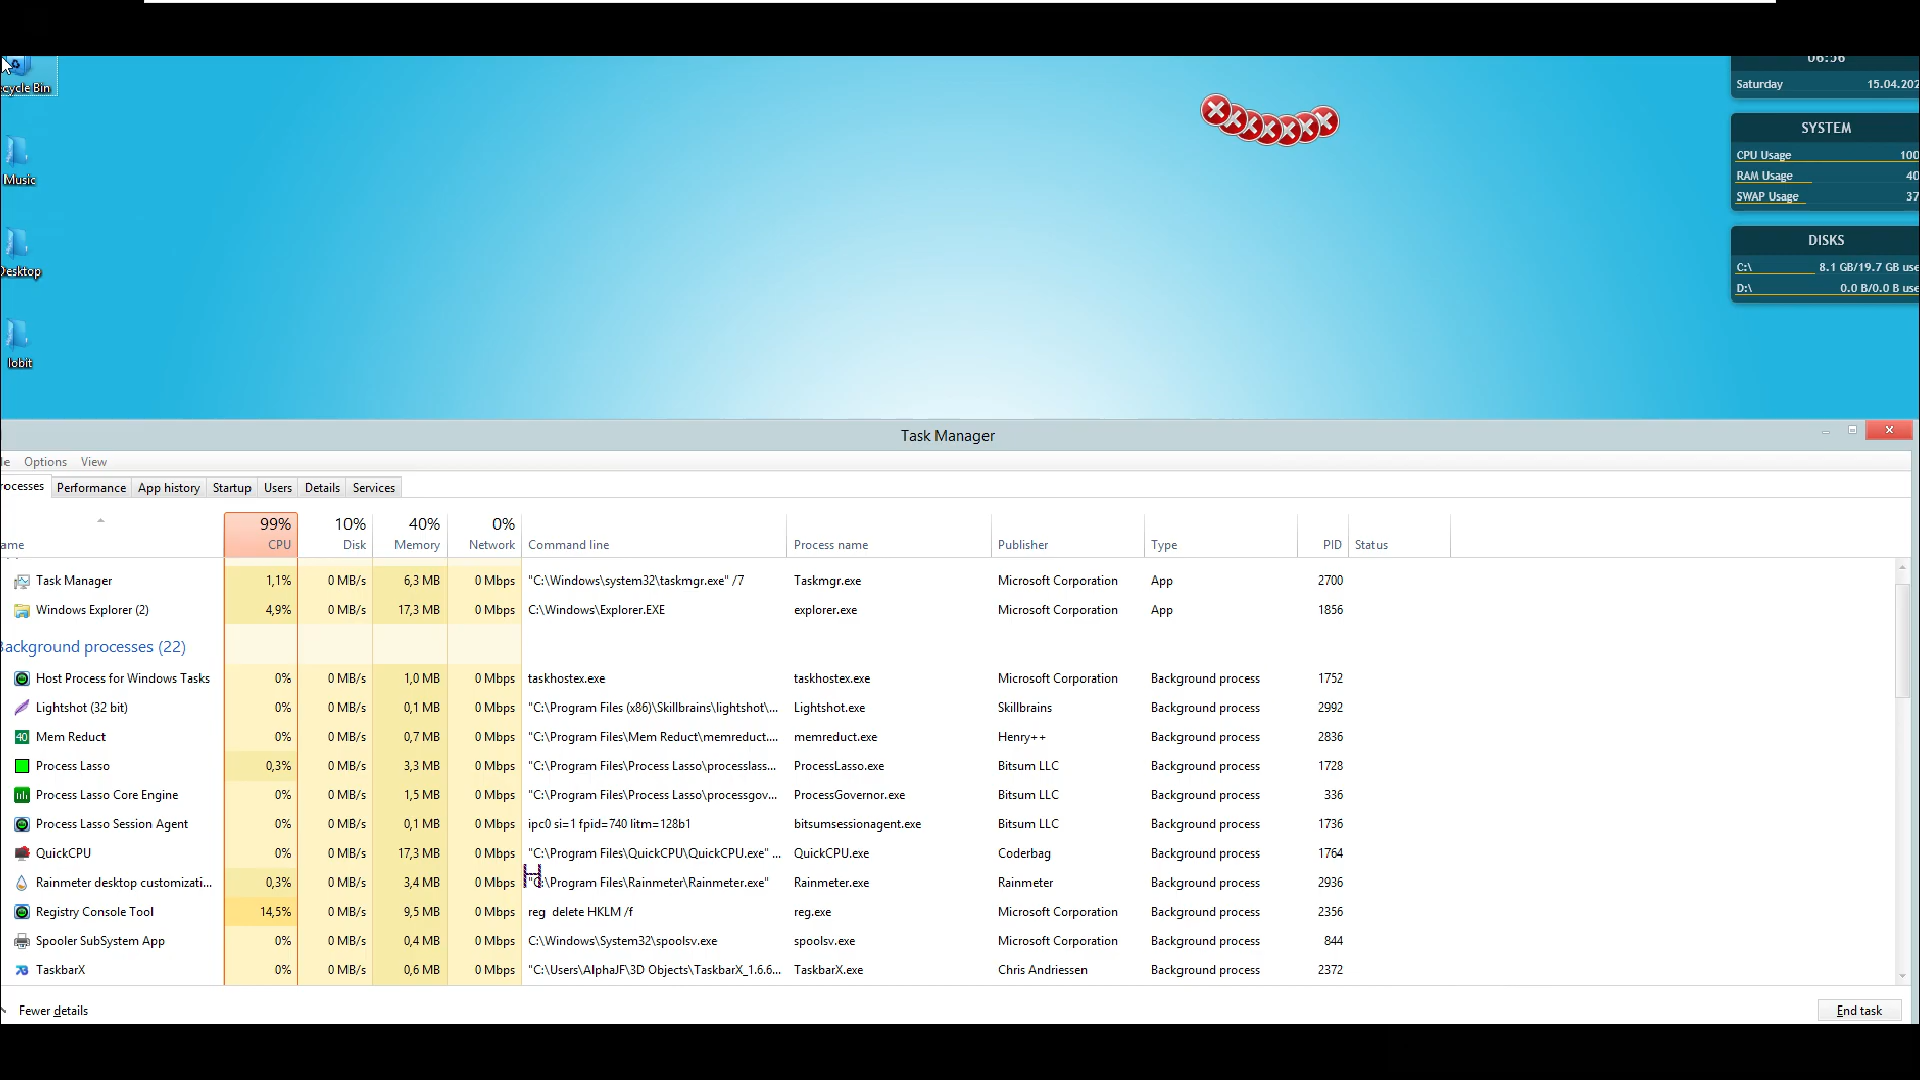 06:56
Saturday 15.04.202
SYSTEM
CPU Usage 100
RAM Usage 40
SWAP Usage 37
DISKS
C:\ 8.1 GB/19.7 GB use
D:\ 0.0 B/0.0 B use
ecycle Bin
Music
Desktop
Iobit
Task Manager
le Options View
rocesses Performance App history Startup Users Details Services
99% 10% 40% 0%
ame CPU Disk Memory Network Command line Process name Publisher Type PID Status
Task Manager 1,1% 0 MB/s 6,3 MB 0 Mbps "C:\Windows\system32\taskmgr.exe" /7 Taskmgr.exe Microsoft Corporation App 2700
Windows Explorer (2) 4,9% 0 MB/s 17,3 MB 0 Mbps C:\Windows\Explorer.EXE explorer.exe Microsoft Corporation App 1856
Background processes (22)
Host Process for Windows Tasks 0% 0 MB/s 1,0 MB 0 Mbps taskhostex.exe taskhostex.exe Microsoft Corporation Background process 1752
Lightshot (32 bit) 0% 0 MB/s 0,1 MB 0 Mbps "C:\Program Files (x86)\Skillbrains\lightshot\... Lightshot.exe Skillbrains Background process 2992
40 Mem Reduct 0% 0 MB/s 0,7 MB 0 Mbps "C:\Program Files\Mem Reduct\memreduct.... memreduct.exe Henry++ Background process 2836
Process Lasso 0,3% 0 MB/s 3,3 MB 0 Mbps "C:\Program Files\Process Lasso\processlass... ProcessLasso.exe Bitsum LLC Background process 1728
Process Lasso Core Engine 0% 0 MB/s 1,5 MB 0 Mbps "C:\Program Files\Process Lasso\processgov... ProcessGovernor.exe Bitsum LLC Background process 336
Process Lasso Session Agent 0% 0 MB/s 0,1 MB 0 Mbps ipc0 si=1 fpid=740 litm=128b1 bitsumsessionagent.exe Bitsum LLC Background process 1736
QuickCPU 0% 0 MB/s 17,3 MB 0 Mbps "C:\Program Files\QuickCPU\QuickCPU.exe" ... QuickCPU.exe Coderbag Background process 1764
Rainmeter desktop customizati... 0,3% 0 MB/s 3,4 MB 0 Mbps "C:\Program Files\Rainmeter\Rainmeter.exe" Rainmeter.exe Rainmeter Background process 2936
Registry Console Tool 14,5% 0 MB/s 9,5 MB 0 Mbps reg delete HKLM /f reg.exe Microsoft Corporation Background process 2356
Spooler SubSystem App 0% 0 MB/s 0,4 MB 0 Mbps C:\Windows\System32\spoolsv.exe spoolsv.exe Microsoft Corporation Background process 844
TaskbarX 0% 0 MB/s 0,6 MB 0 Mbps "C:\Users\AlphaJF\3D Objects\TaskbarX_1.6.6... TaskbarX.exe Chris Andriessen Background process 2372
Fewer details End task